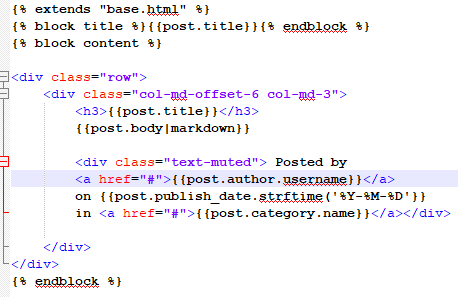 {% extends "base.html" %}
{% block title %}{{post.title}}{% endblock %}
{% block content %}
<div class="row">
<div class="col-md-offset-6 col-md-3">
<h3>{{post.title}}</h3>
{{post.body|markdown}}
<div class="text-muted"> Posted by
<a href="#">{{post.author.username}}</a>
on {{post.publish_date.strftime('%Y-%M-%D'}}
in <a href="#">{{post.category.name}}</a></div>
</div>
</div>
{% endblock %}